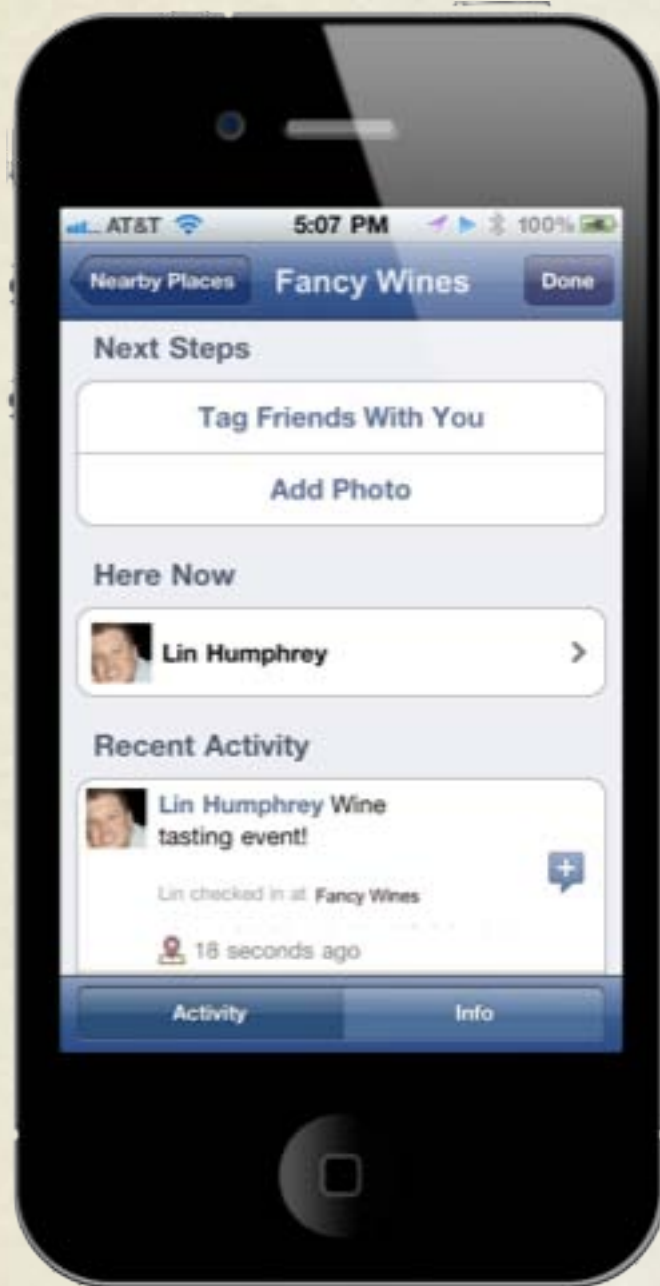 AT&T 5:07 PM 100%
Nearby Places Fancy Wines Done
Next Steps
Tag Friends With You
Add Photo
Here Now
Lin Humphrey
Recent Activity
Lin Humphrey Wine
tasting event!
Lin checked in at Fancy Wines
18 seconds ago
Activity Info